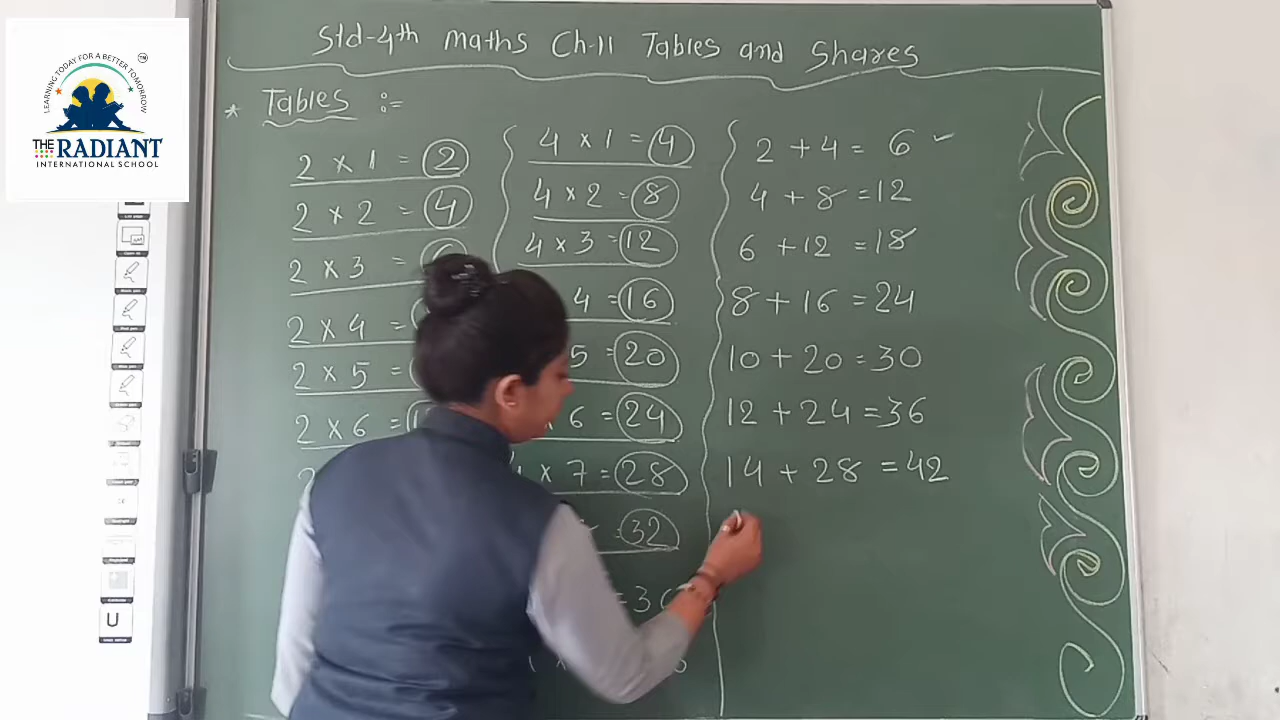 LEARNING TODAY FOR A BETTER TOMORROW
TM
THE RADIANT
INTERNATIONAL SCHOOL
Std-4th Maths Ch-11 Tables and Shares
* Tables :=
2 × 1 = 2
2 × 2 = 4
2 × 3 =
2 × 4 =
2 × 5 =
2 × 6 =
4 × 1 = 4
4 × 2 = 8
4 × 3 = 12
4 = 16
5 = 20
6 = 24
× 7 = 28
= 32
= 36
2 + 4 = 6 ✓
4 + 8 = 12
6 + 12 = 18
8 + 16 = 24
10 + 20 = 30
12 + 24 = 36
14 + 28 = 42
U